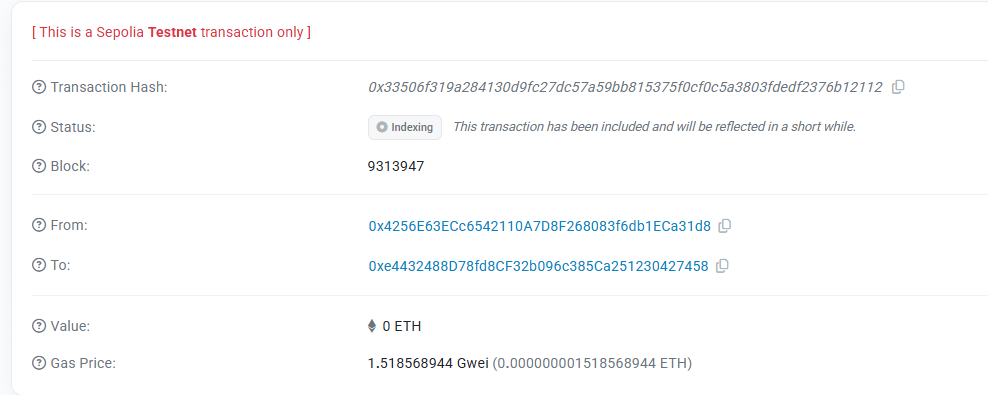 [ This is a Sepolia Testnet transaction only ]
Transaction Hash: 0x33506f319a284130d9fc27dc57a59bb815375f0cf0c5a3803fdedf2376b12112
Status: Indexing This transaction has been included and will be reflected in a short while.
Block: 9313947
From: 0x4256E63ECc6542110A7D8F268083f6db1ECa31d8
To: 0xe4432488D78fd8CF32b096c385Ca251230427458
Value: 0 ETH
Gas Price: 1.518568944 Gwei (0.000000001518568944 ETH)